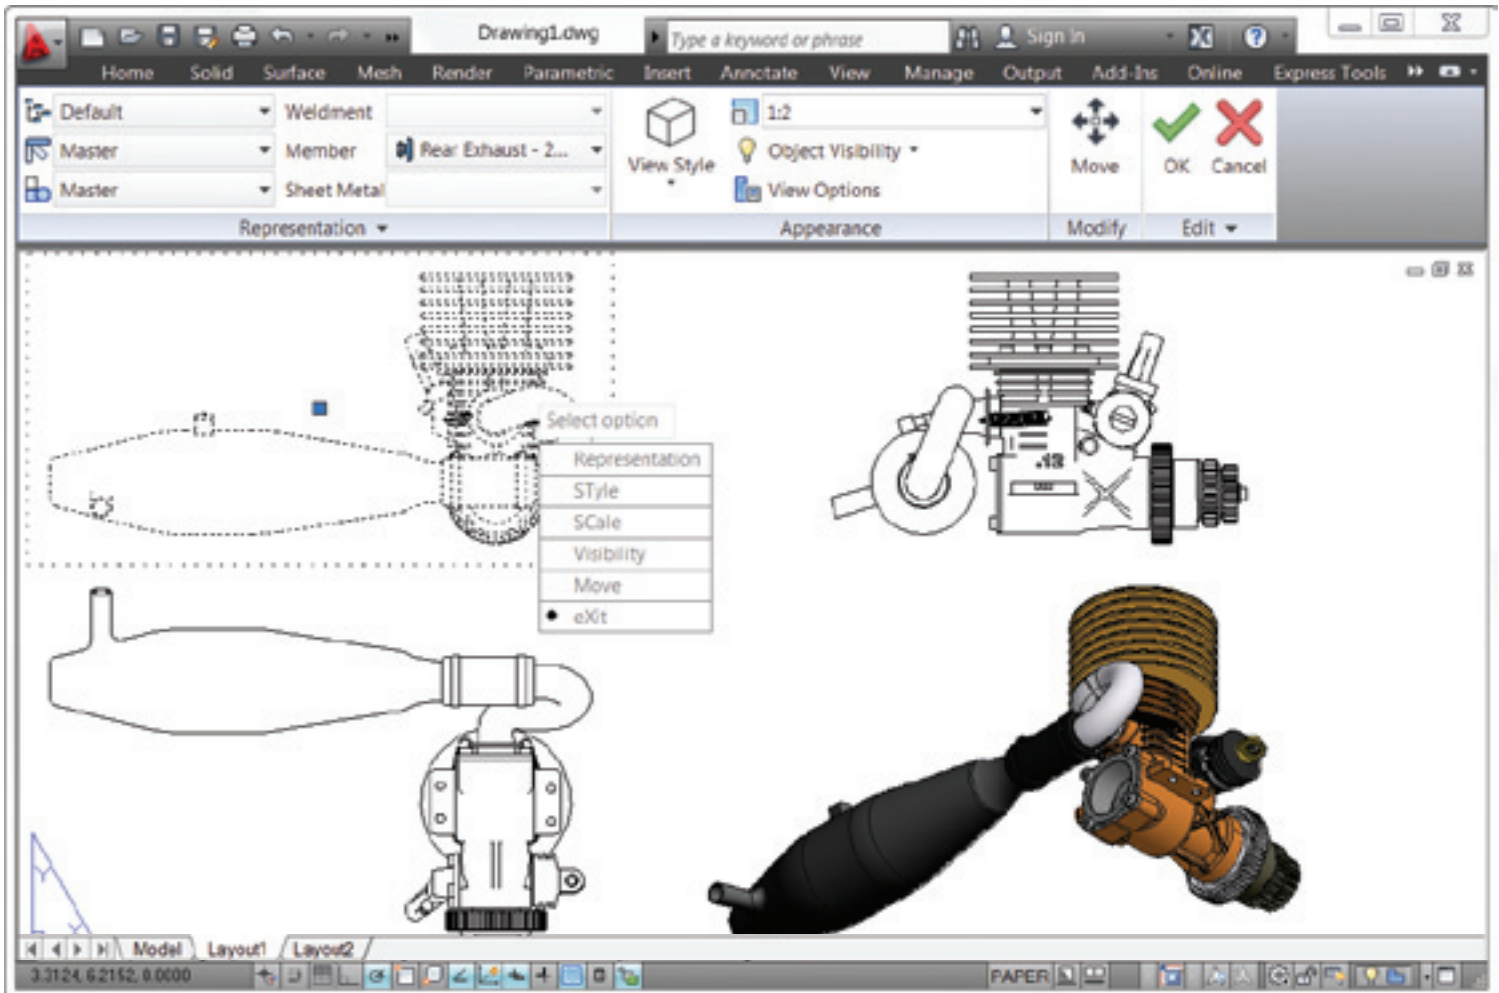 Drawing1.dwg
Type a keyword or phrase
Sign In
Home Solid Surface Mesh Render Parametric Insert Annotate View Manage Output Add-Ins Online Express Tools
Default Weldment 1:2
Master Member Rear Exhaust - 2... View Style Object Visibility Move OK Cancel
Master Sheet Metal View Options
Representation Appearance Modify Edit
Select option
Representation
STyle
SCale
Visibility
Move
eXit
.12
Model Layout1 Layout2
3.3124, 6.2152, 0.0000 PAPER